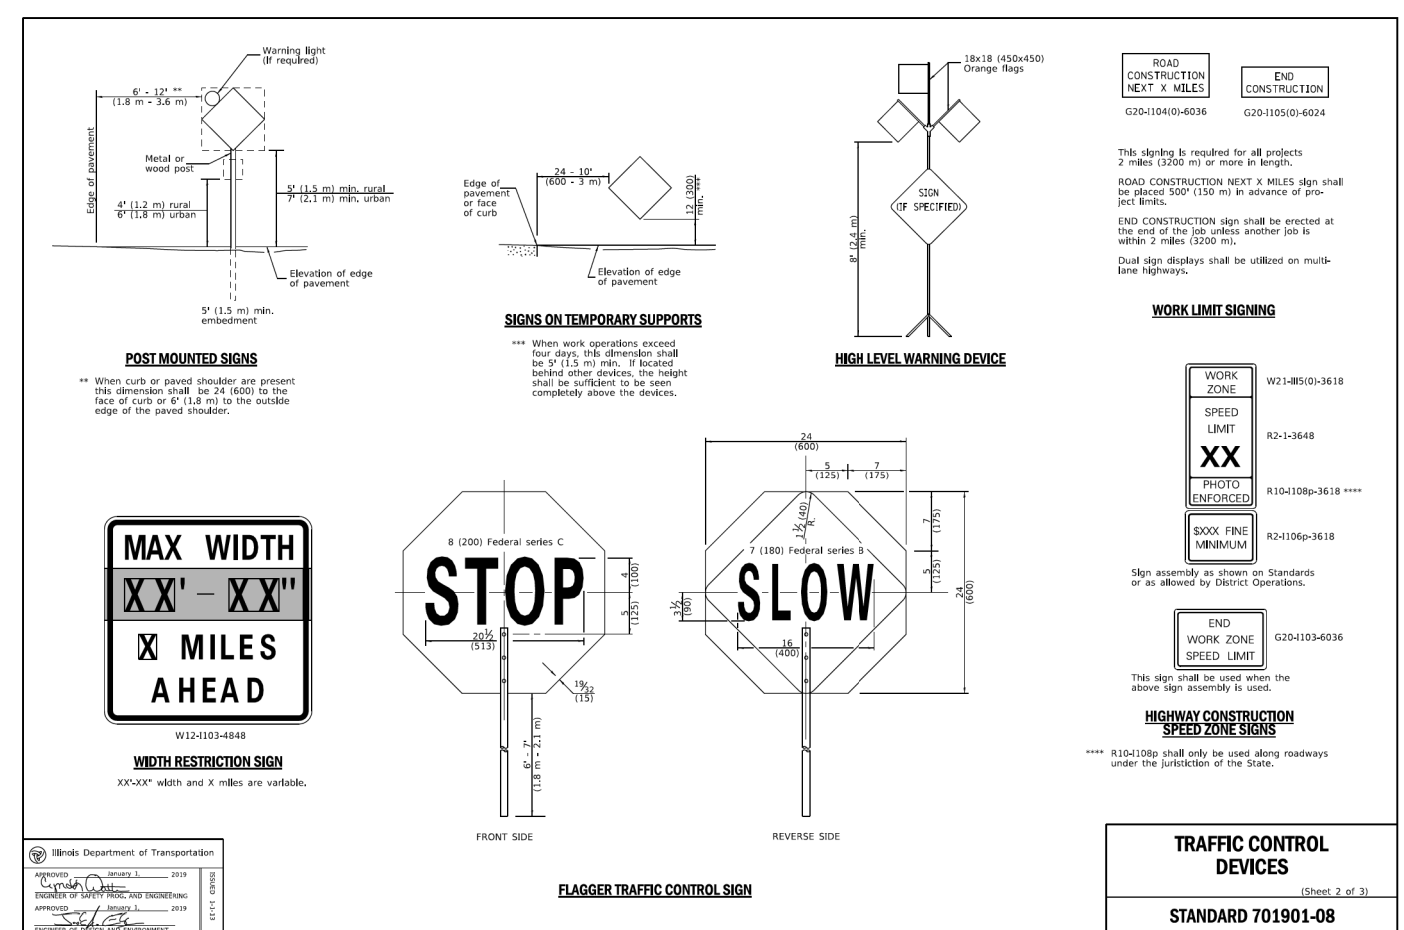 Warning light
(if required)
6' - 12' **
(1.8 m - 3.6 m)
Edge of pavement
Metal or
wood post
4' (1.2 m) rural
6' (1.8 m) urban
5' (1.5 m) min. rural
7' (2.1 m) min. urban
Elevation of edge
of pavement
5' (1.5 m) min.
embedment
POST MOUNTED SIGNS
** When curb or paved shoulder are present
this dimension shall be 24 (600) to the
face of curb or 6' (1.8 m) to the outside
edge of the paved shoulder.
24 - 10'
(600 - 3 m)
Edge of
pavement
or face
of curb
12 (300)
min. ***
Elevation of edge
of pavement
SIGNS ON TEMPORARY SUPPORTS
*** When work operations exceed
four days, this dimension shall
be 5' (1.5 m) min. If located
behind other devices, the height
shall be sufficient to be seen
completely above the devices.
18x18 (450x450)
Orange flags
SIGN
(IF SPECIFIED)
8' (2.4 m)
min.
HIGH LEVEL WARNING DEVICE
ROAD
CONSTRUCTION
NEXT X MILES
G20-I104(0)-6036
END
CONSTRUCTION
G20-I105(0)-6024
This signing is required for all projects
2 miles (3200 m) or more in length.
ROAD CONSTRUCTION NEXT X MILES sign shall
be placed 500' (150 m) in advance of pro-
ject limits.
END CONSTRUCTION sign shall be erected at
the end of the job unless another job is
within 2 miles (3200 m).
Dual sign displays shall be utilized on multi-
lane highways.
WORK LIMIT SIGNING
WORK
ZONE
W21-III5(0)-3618
SPEED
LIMIT
XX
R2-1-3648
PHOTO
ENFORCED
R10-I108p-3618 ****
$XXX FINE
MINIMUM
R2-I106p-3618
Sign assembly as shown on Standards
or as allowed by District Operations.
END
WORK ZONE
SPEED LIMIT
G20-I103-6036
This sign shall be used when the
above sign assembly is used.
HIGHWAY CONSTRUCTION
SPEED ZONE SIGNS
**** R10-I108p shall only be used along roadways
under the juristiction of the State.
MAX WIDTH
XX' - XX"
X MILES
AHEAD
W12-I103-4848
WIDTH RESTRICTION SIGN
XX'-XX" width and X miles are variable.
8 (200) Federal series C
STOP
4
(100)
5
(125)
20½
(513)
19/32
(15)
6' - 7'
(1.8 m - 2.1 m)
FRONT SIDE
24
(600)
5
(125)
7
(175)
1½ (40)
R.
7 (180) Federal series B
SLOW
7
(175)
5
(125)
24
(600)
3½
(90)
16
(400)
REVERSE SIDE
FLAGGER TRAFFIC CONTROL SIGN
Illinois Department of Transportation
APPROVED January 1, 2019
ENGINEER OF SAFETY PROG. AND ENGINEERING
APPROVED January 1, 2019
ENGINEER OF DESIGN AND ENVIRONMENT
ISSUED 1-1-13
TRAFFIC CONTROL
DEVICES
(Sheet 2 of 3)
STANDARD 701901-08